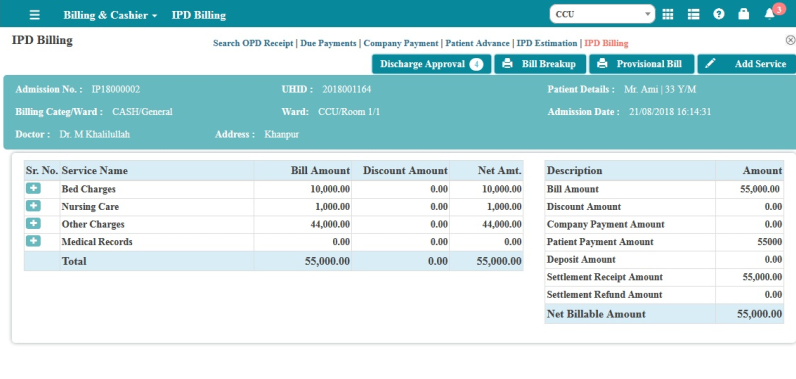 Billing & Cashier IPD Billing CCU 3
IPD Billing
Search OPD Receipt | Due Payments | Company Payment | Patient Advance | IPD Estimation | IPD Billing
Discharge Approval 4 Bill Breakup Provisional Bill Add Service
Admission No. : IP18000002 UHID : 2018001164 Patient Details : Mr. Ami | 33 Y/M
Billing Categ/Ward : CASH/General Ward: CCU/Room 1/1 Admission Date : 21/08/2018 16:14:31
Doctor : Dr. M Khalilullah Address : Khanpur
Sr. No. Service Name Bill Amount Discount Amount Net Amt.
Bed Charges 10,000.00 0.00 10,000.00
Nursing Care 1,000.00 0.00 1,000.00
Other Charges 44,000.00 0.00 44,000.00
Medical Records 0.00 0.00 0.00
Total 55,000.00 0.00 55,000.00
Description Amount
Bill Amount 55,000.00
Discount Amount 0.00
Company Payment Amount 0.00
Patient Payment Amount 55000
Deposit Amount 0.00
Settlement Receipt Amount 55,000.00
Settlement Refund Amount 0.00
Net Billable Amount 55,000.00